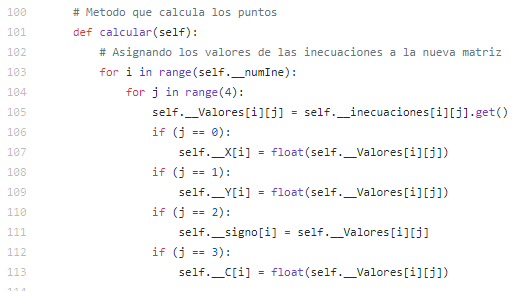 100 # Metodo que calcula los puntos
101 def calcular(self):
102 # Asignando los valores de las inecuaciones a la nueva matriz
103 for i in range(self.__numIne):
104 for j in range(4):
105 self.__Valores[i][j] = self.__inecuaciones[i][j].get()
106 if (j == 0):
107 self.__X[i] = float(self.__Valores[i][j])
108 if (j == 1):
109 self.__Y[i] = float(self.__Valores[i][j])
110 if (j == 2):
111 self.__signo[i] = self.__Valores[i][j]
112 if (j == 3):
113 self.__C[i] = float(self.__Valores[i][j])